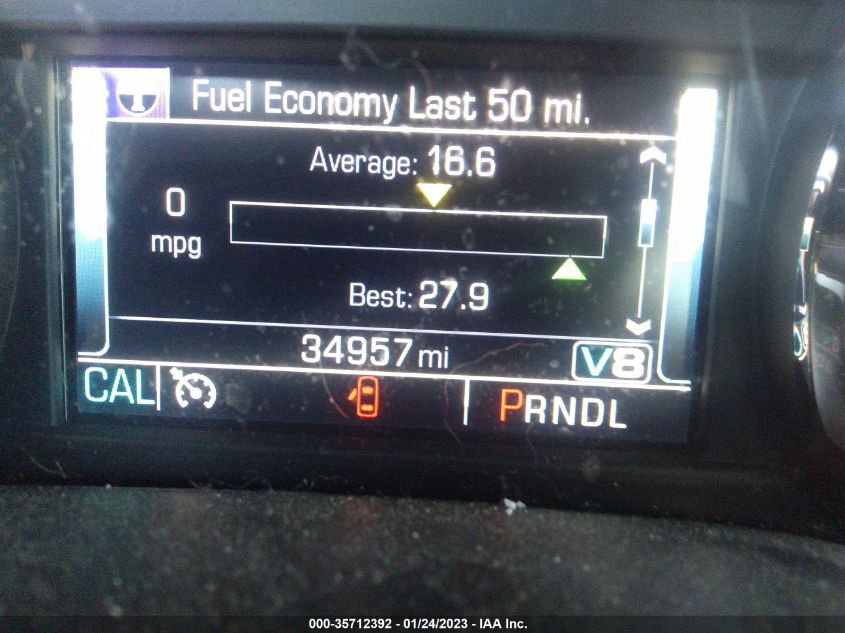 Fuel Economy Last 50 mi.
Average: 16.6
0
mpg
Best: 27.9
34957 mi
V8
CAL
PRNDL
000-35712392 - 01/24/2023 - IAA Inc.